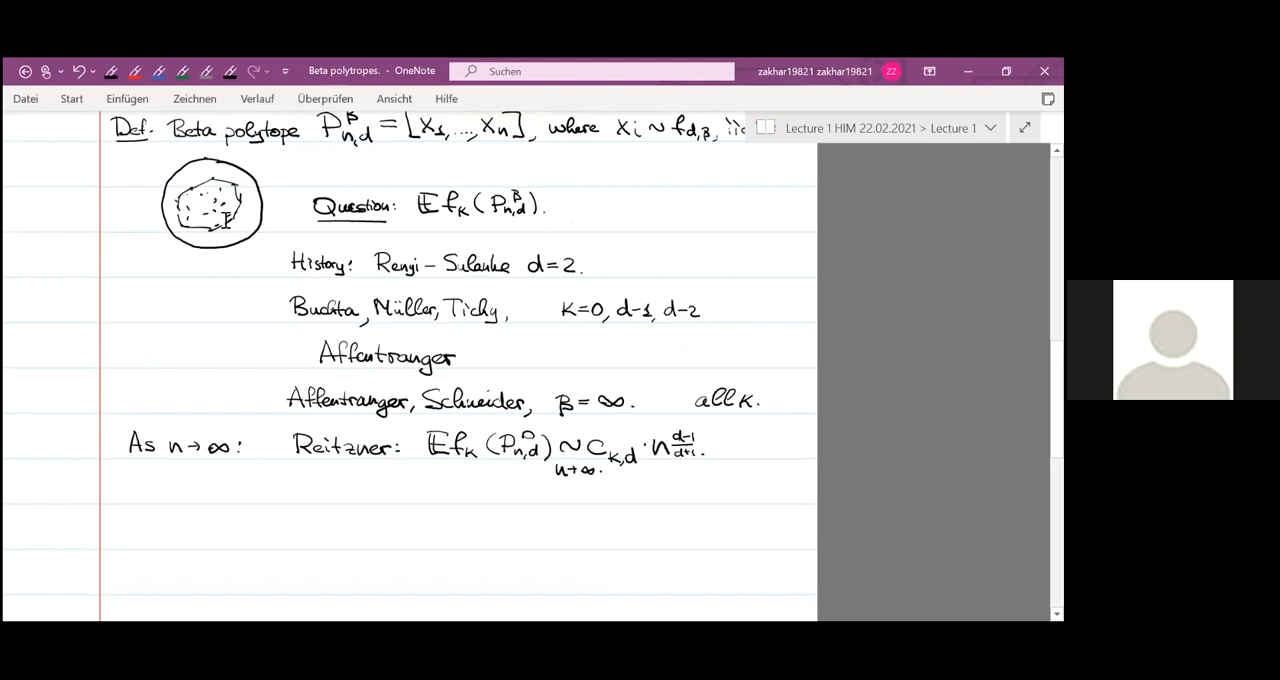 Beta polytopes. - OneNote
Suchen
zakhar19821 zakhar19821
ZZ
Datei Start Einfügen Zeichnen Verlauf Überprüfen Ansicht Hilfe
Lecture 1 HIM 22.02.2021 > Lecture 1
Def. Beta polytope P^β_{n,d} = [X_1,...,X_n], where X_i ~ f_{d,β}, iid
Question: 𝔼 f_k (P^β_{n,d}).
History: Renyi – Sulanke d=2.
Buchta, Müller, Tichy, K=0, d-1, d-2
Affentranger
Affentranger, Schneider, β = ∞. all k.
As n→∞: Reitzner: 𝔼 f_k (P^0_{n,d}) ~ C_{k,d} · n^{\frac{d-1}{d+1}}.
n→∞.